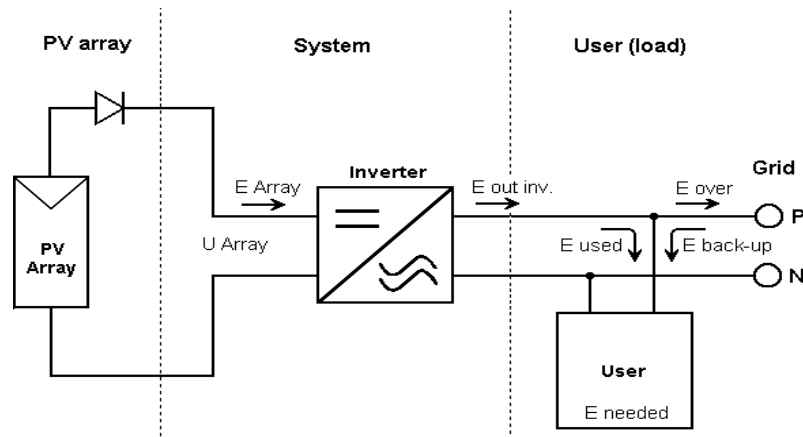 PV array
System
User (load)
Inverter
Grid
E Array
E out inv.
E over
P
PV
Array
U Array
E used
E back-up
N
User
E needed